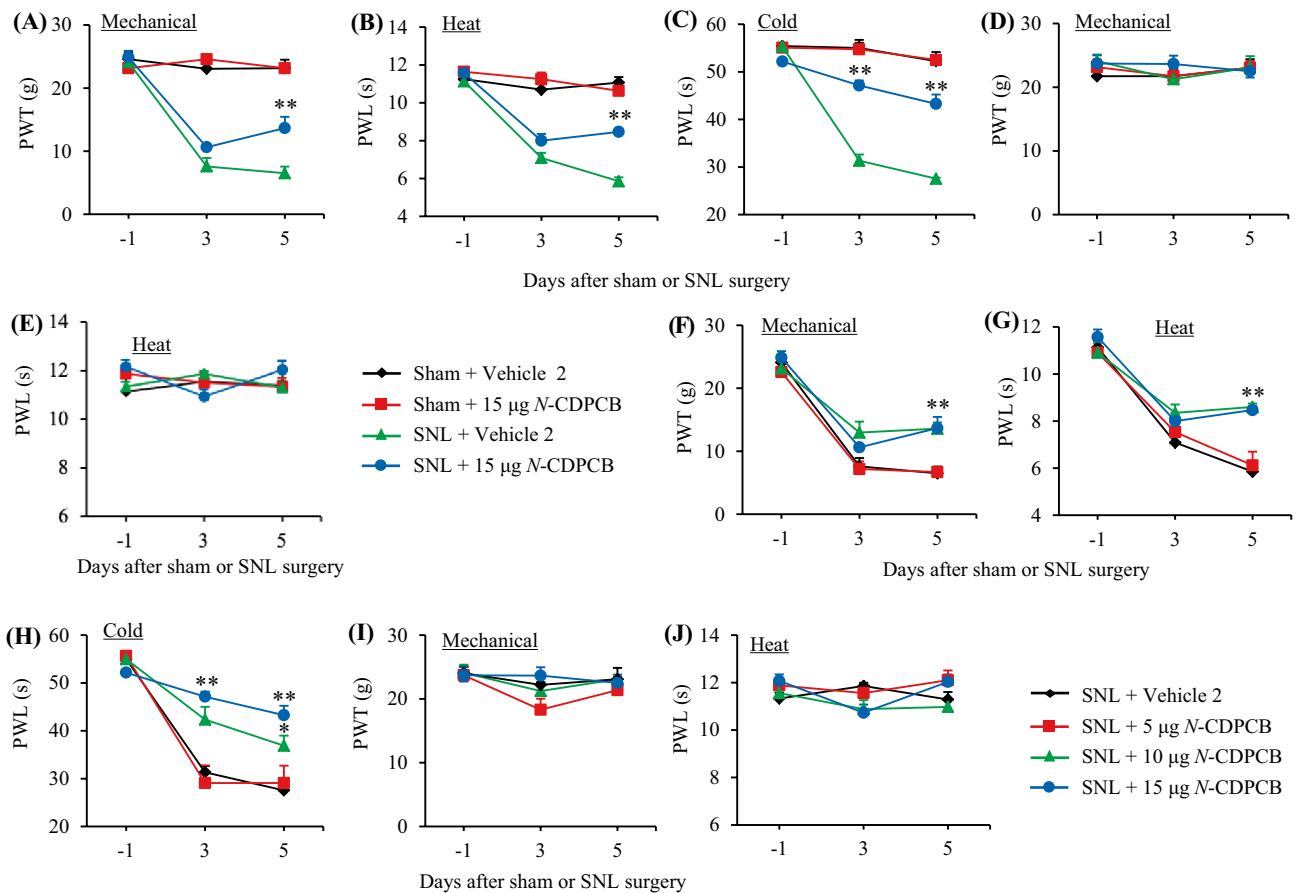 (A) Mechanical
PWT (g)
30
20
10
0
**
-1 3 5
(B) Heat
PWL (s)
14
12
10
8
6
4
**
-1 3 5
(C) Cold
PWL (s)
60
50
40
30
20
**
**
-1 3 5
(D) Mechanical
PWT (g)
30
20
10
0
-1 3 5
Days after sham or SNL surgery
(E) Heat
PWL (s)
14
12
10
8
6
-1 3 5
Days after sham or SNL surgery
Sham + Vehicle 2
Sham + 15 µg N-CDPCB
SNL + Vehicle 2
SNL + 15 µg N-CDPCB
(F) Mechanical
PWT (g)
30
20
10
0
**
-1 3 5
(G) Heat
PWL (s)
12
10
8
6
4
**
-1 3 5
Days after sham or SNL surgery
(H) Cold
PWL (s)
60
50
40
30
20
**
**
*
-1 3 5
(I) Mechanical
PWT (g)
30
20
10
0
-1 3 5
(J) Heat
PWL (s)
14
12
10
8
6
-1 3 5
Days after sham or SNL surgery
SNL + Vehicle 2
SNL + 5 µg N-CDPCB
SNL + 10 µg N-CDPCB
SNL + 15 µg N-CDPCB